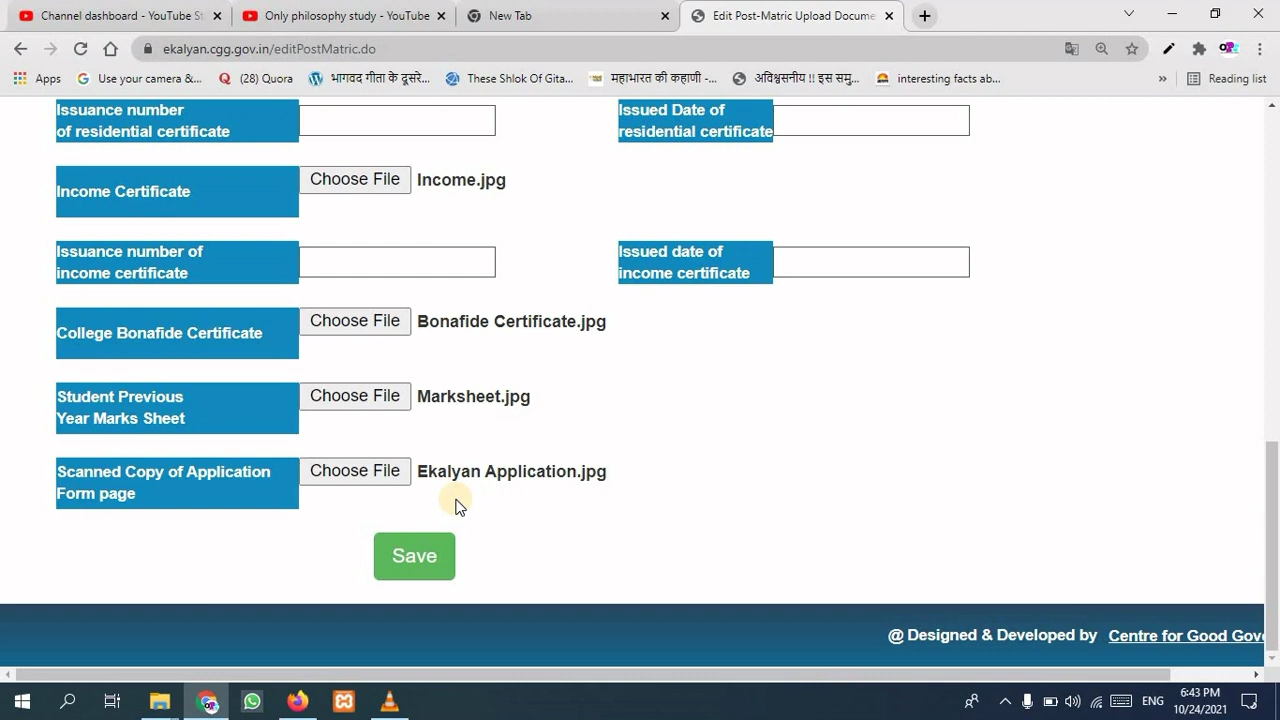 Channel dashboard - YouTube St
Only philosophy study - YouTube
New Tab
Edit Post-Matric Upload Docume
ekalyan.cgg.gov.in/editPostMatric.do
Apps
Use your camera &...
(28) Quora
भागवद गीता के दूसरे...
These Shlok Of Gita...
महाभारत की कहाणी -...
अविश्वसनीय !! इस समु...
interesting facts ab...
»
Reading list
Issuance number
of residential certificate
Issued Date of
residential certificate
Income Certificate
Choose File
Income.jpg
Issuance number of
income certificate
Issued date of
income certificate
College Bonafide Certificate
Choose File
Bonafide Certificate.jpg
Student Previous
Year Marks Sheet
Choose File
Marksheet.jpg
Scanned Copy of Application
Form page
Choose File
Ekalyan Application.jpg
Save
@ Designed & Developed by Centre for Good Gove
ENG
6:43 PM
10/24/2021